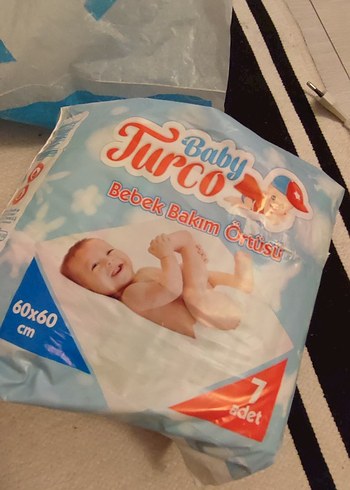 Baby
Turco
Bebek Bakım Örtüsü
60x60
cm
7
adet